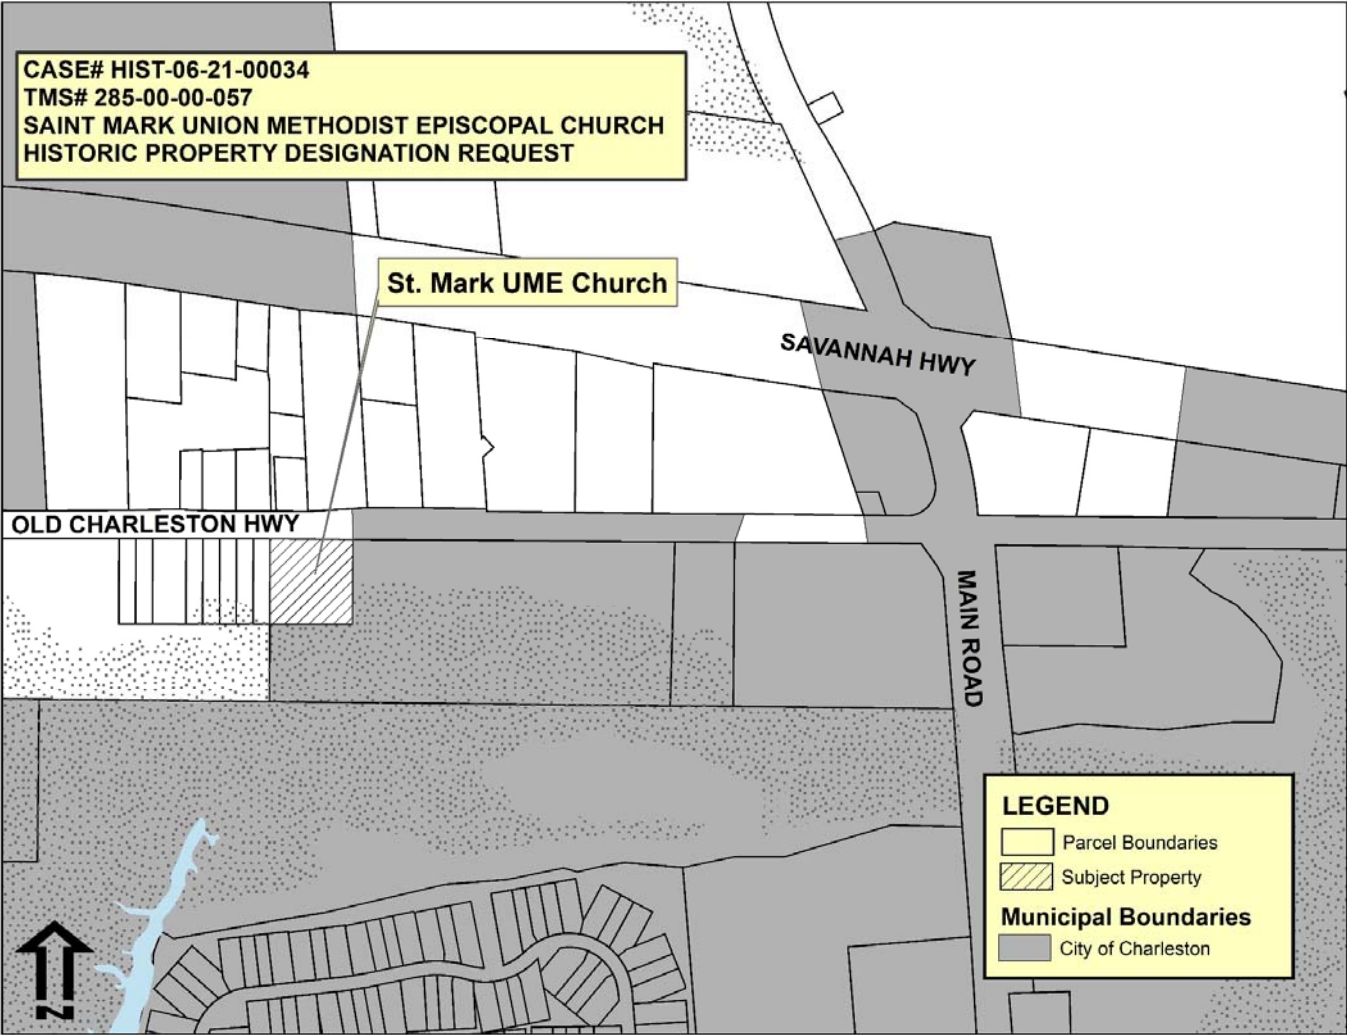 CASE# HIST-06-21-00034
TMS# 285-00-00-057
SAINT MARK UNION METHODIST EPISCOPAL CHURCH
HISTORIC PROPERTY DESIGNATION REQUEST
St. Mark UME Church
SAVANNAH HWY
OLD CHARLESTON HWY
MAIN ROAD
LEGEND
Parcel Boundaries
Subject Property
Municipal Boundaries
City of Charleston
N